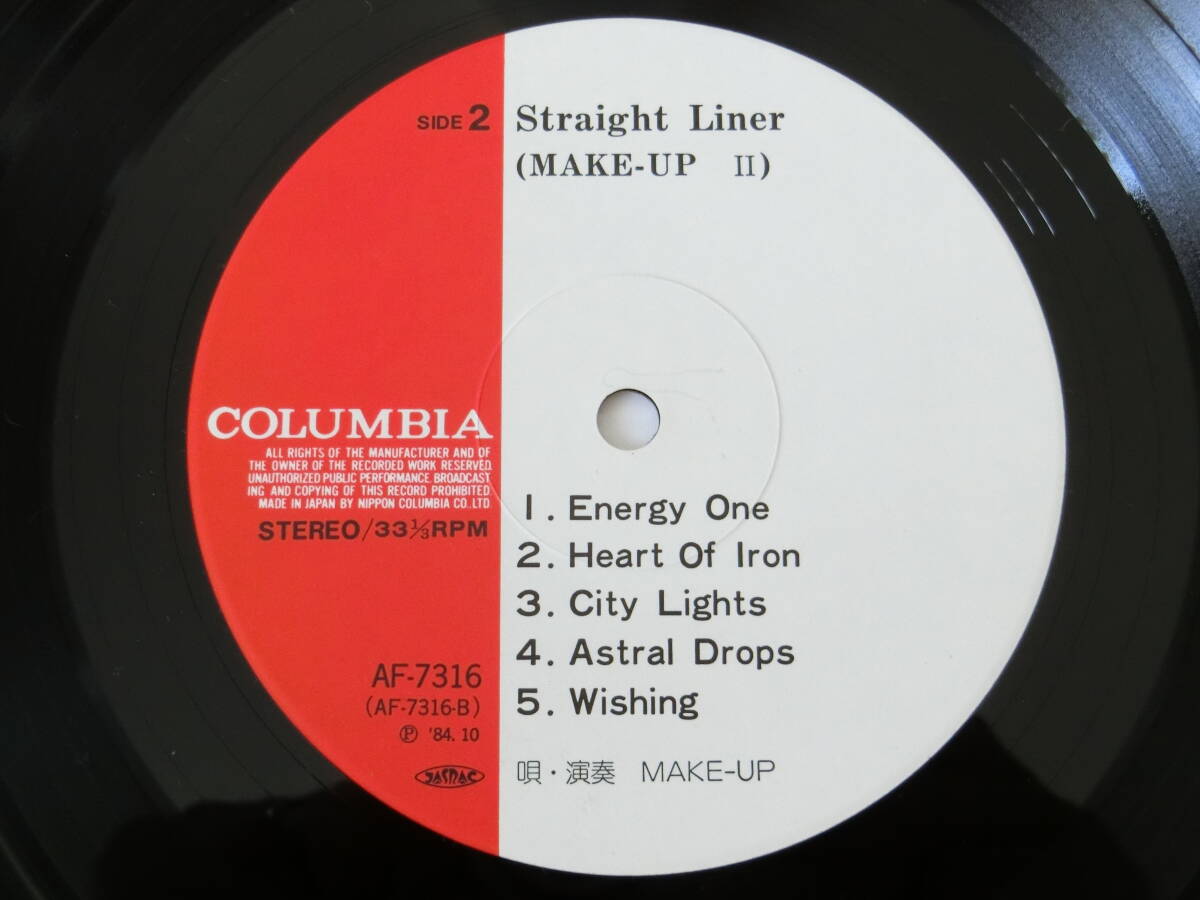 SIDE 2
Straight Liner
(MAKE-UP II)
COLUMBIA
ALL RIGHTS OF THE MANUFACTURER AND OF
THE OWNER OF THE RECORDED WORK RESERVED.
UNAUTHORIZED PUBLIC PERFORMANCE. BROADCAST
ING AND COPYING OF THIS RECORD PROHIBITED
MADE IN JAPAN BY NIPPON COLUMBIA CO., LTD.
STEREO/33⅓RPM
1. Energy One
2. Heart Of Iron
3. City Lights
4. Astral Drops
5. Wishing
AF-7316
(AF-7316-B)
Ⓟ '84. 10
JASRAC
唄・演奏 MAKE-UP